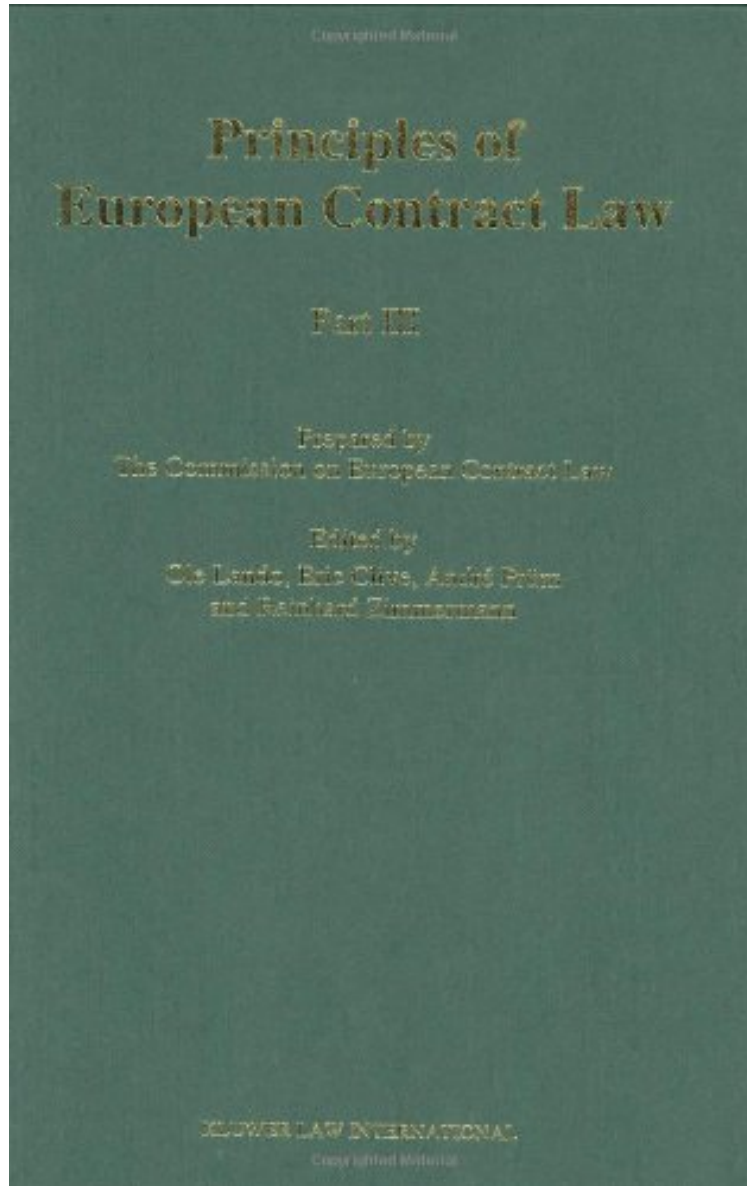 Copyrighted Material
Principles of
European Contract Law
Part III
Prepared by
The Commission on European Contract Law
Edited by
Ole Lando, Eric Clive, André Prüm
and Reinhard Zimmermann
KLUWER LAW INTERNATIONAL
Copyrighted Material